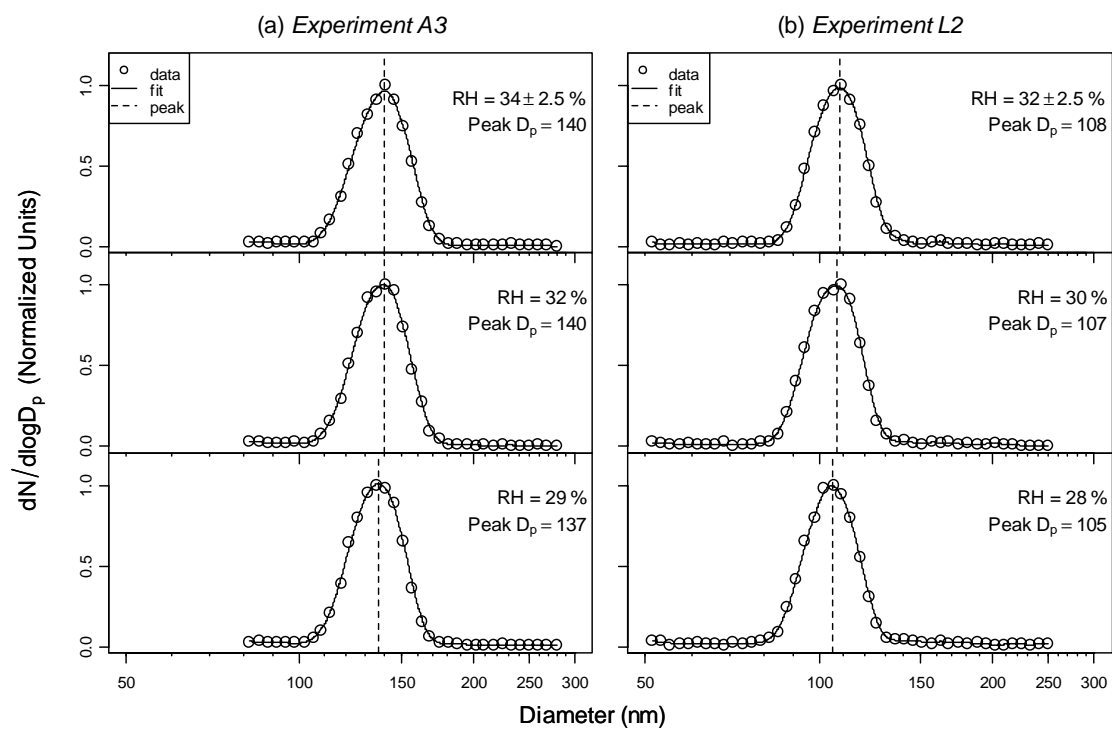 (a) Experiment A3
(b) Experiment L2
data
fit
peak
RH = 34 ± 2.5 %
Peak Dp = 140
data
fit
peak
RH = 32 ± 2.5 %
Peak Dp = 108
0.0 0.5 1.0
RH = 32 %
Peak Dp = 140
RH = 30 %
Peak Dp = 107
0.0 0.5 1.0
RH = 29 %
Peak Dp = 137
RH = 28 %
Peak Dp = 105
0.0 0.5 1.0
dN/dlogDp (Normalized Units)
50 100 150 200 250 300
50 100 150 200 250 300
Diameter (nm)